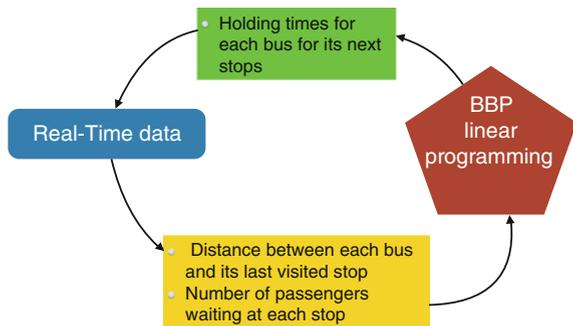 • Holding times for
each bus for its next
stops
Real-Time data
BBP
linear
programming
• Distance between each bus
and its last visited stop
• Number of passengers
waiting at each stop